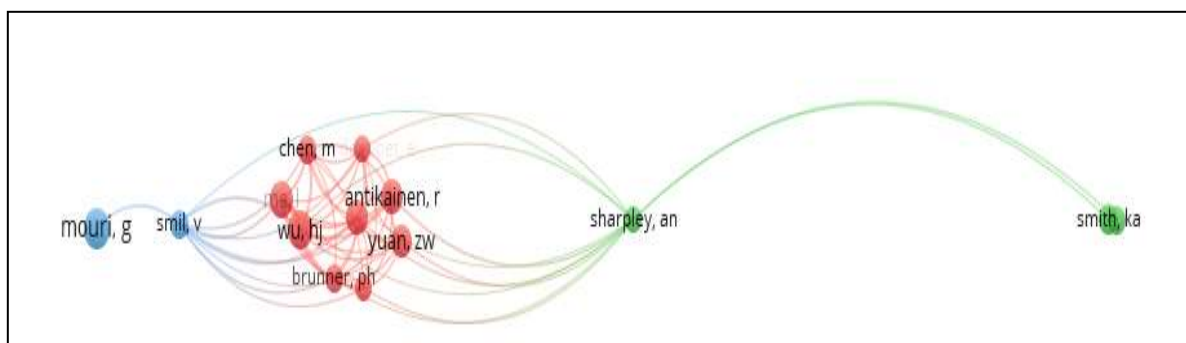 chen, m
antikainen, r
mouri, g
smil, v
wu, hj
yuan, zw
sharpley, an
smith, ka
brunner, ph